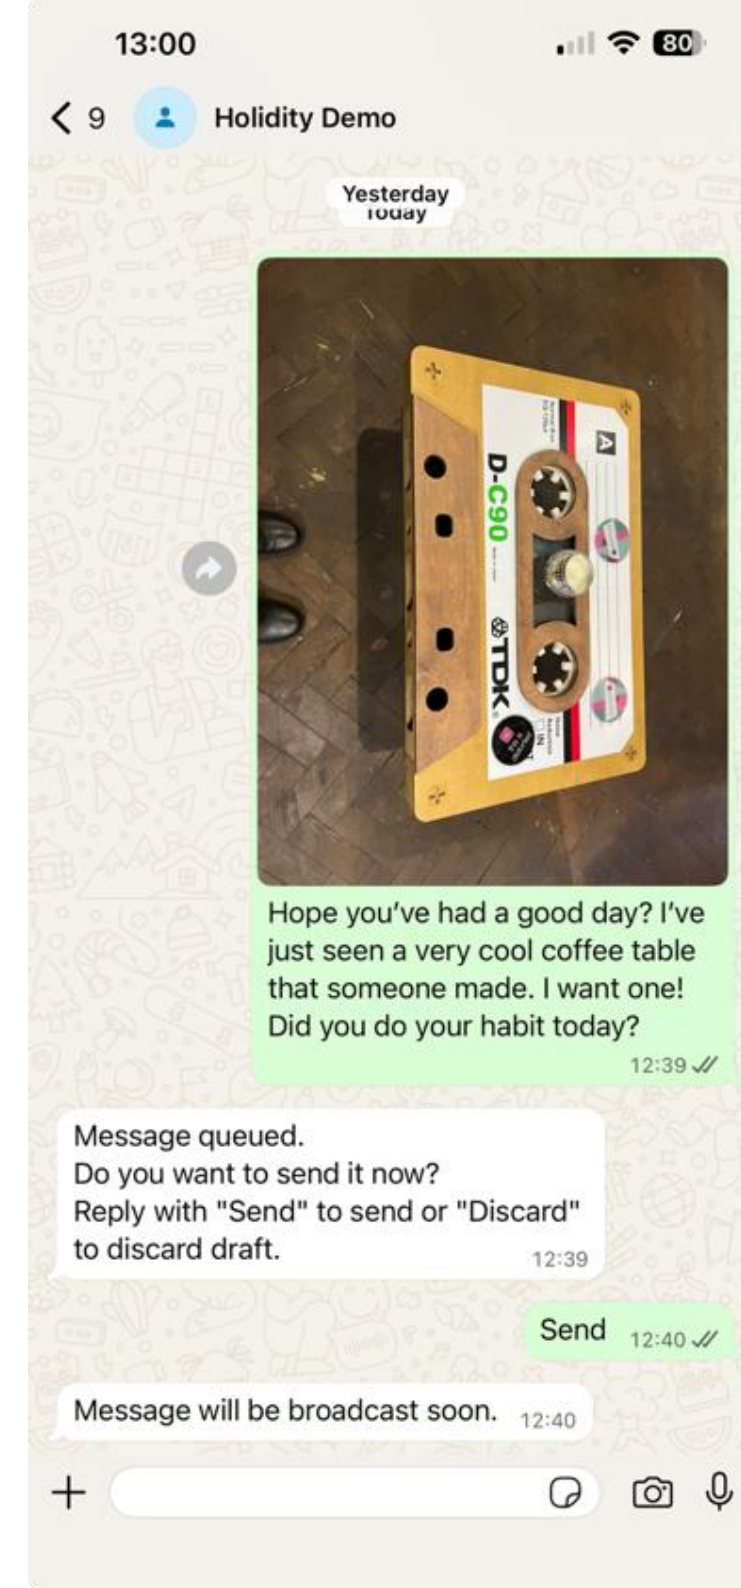 13:00
80
9
Holidity Demo
Yesterday
Today
A
D-C90
TDK
IN
Hope you’ve had a good day? I’ve
just seen a very cool coffee table
that someone made. I want one!
Did you do your habit today?
12:39
Message queued.
Do you want to send it now?
Reply with "Send" to send or "Discard"
to discard draft.
12:39
Send
12:40
Message will be broadcast soon.
12:40